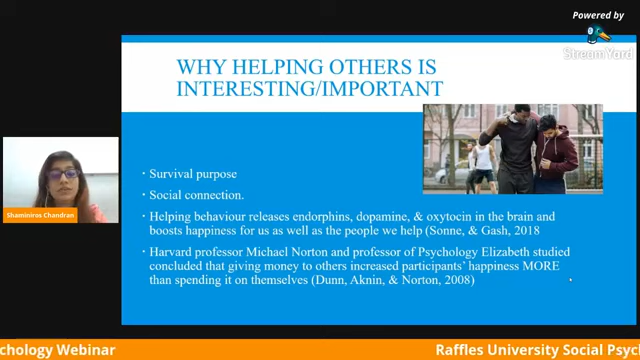 Powered by
StreamYard
WHY HELPING OTHERS IS
INTERESTING/IMPORTANT
• Survival purpose
• Social connection.
• Helping behaviour releases endorphins, dopamine, & oxytocin in the brain and
boosts happiness for us as well as the people we help (Sonne, & Gash, 2018
• Harvard professor Michael Norton and professor of Psychology Elizabeth studied
concluded that giving money to others increased participants' happiness MORE
than spending it on themselves (Dunn, Aknin, & Norton, 2008)
Shaminiros Chandran
chology Webinar
Raffles University Social Psyc